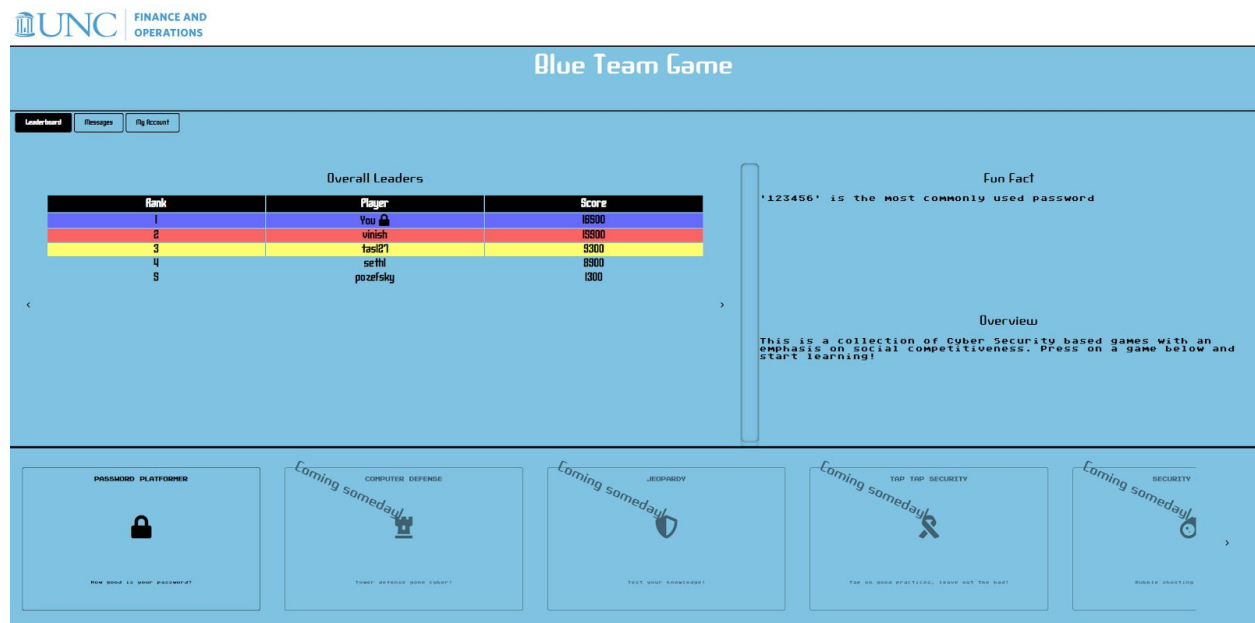 UNC FINANCE AND
OPERATIONS
Blue Team Game
Leaderboard Messages My Account
Overall Leaders
Rank Player Score
1 You 16500
2 vinish 15900
3 tasl27 9300
4 sethl 8900
5 pozefsky 1300
Fun Fact
'123456' is the most commonly used password
Overview
This is a collection of Cyber Security based games with an
emphasis on social competitiveness. Press on a game below and
start learning!
PASSWORD PLATFORMER
How good is your password?
Coming someday!
COMPUTER DEFENSE
Tower defense gone cyber!
Coming someday!
JEOPARDY
Test your knowledge!
Coming someday!
TAP TAP SECURITY
Tap on good practices, leave out the bad!
Coming someday!
SECURITY
Bubble shooting